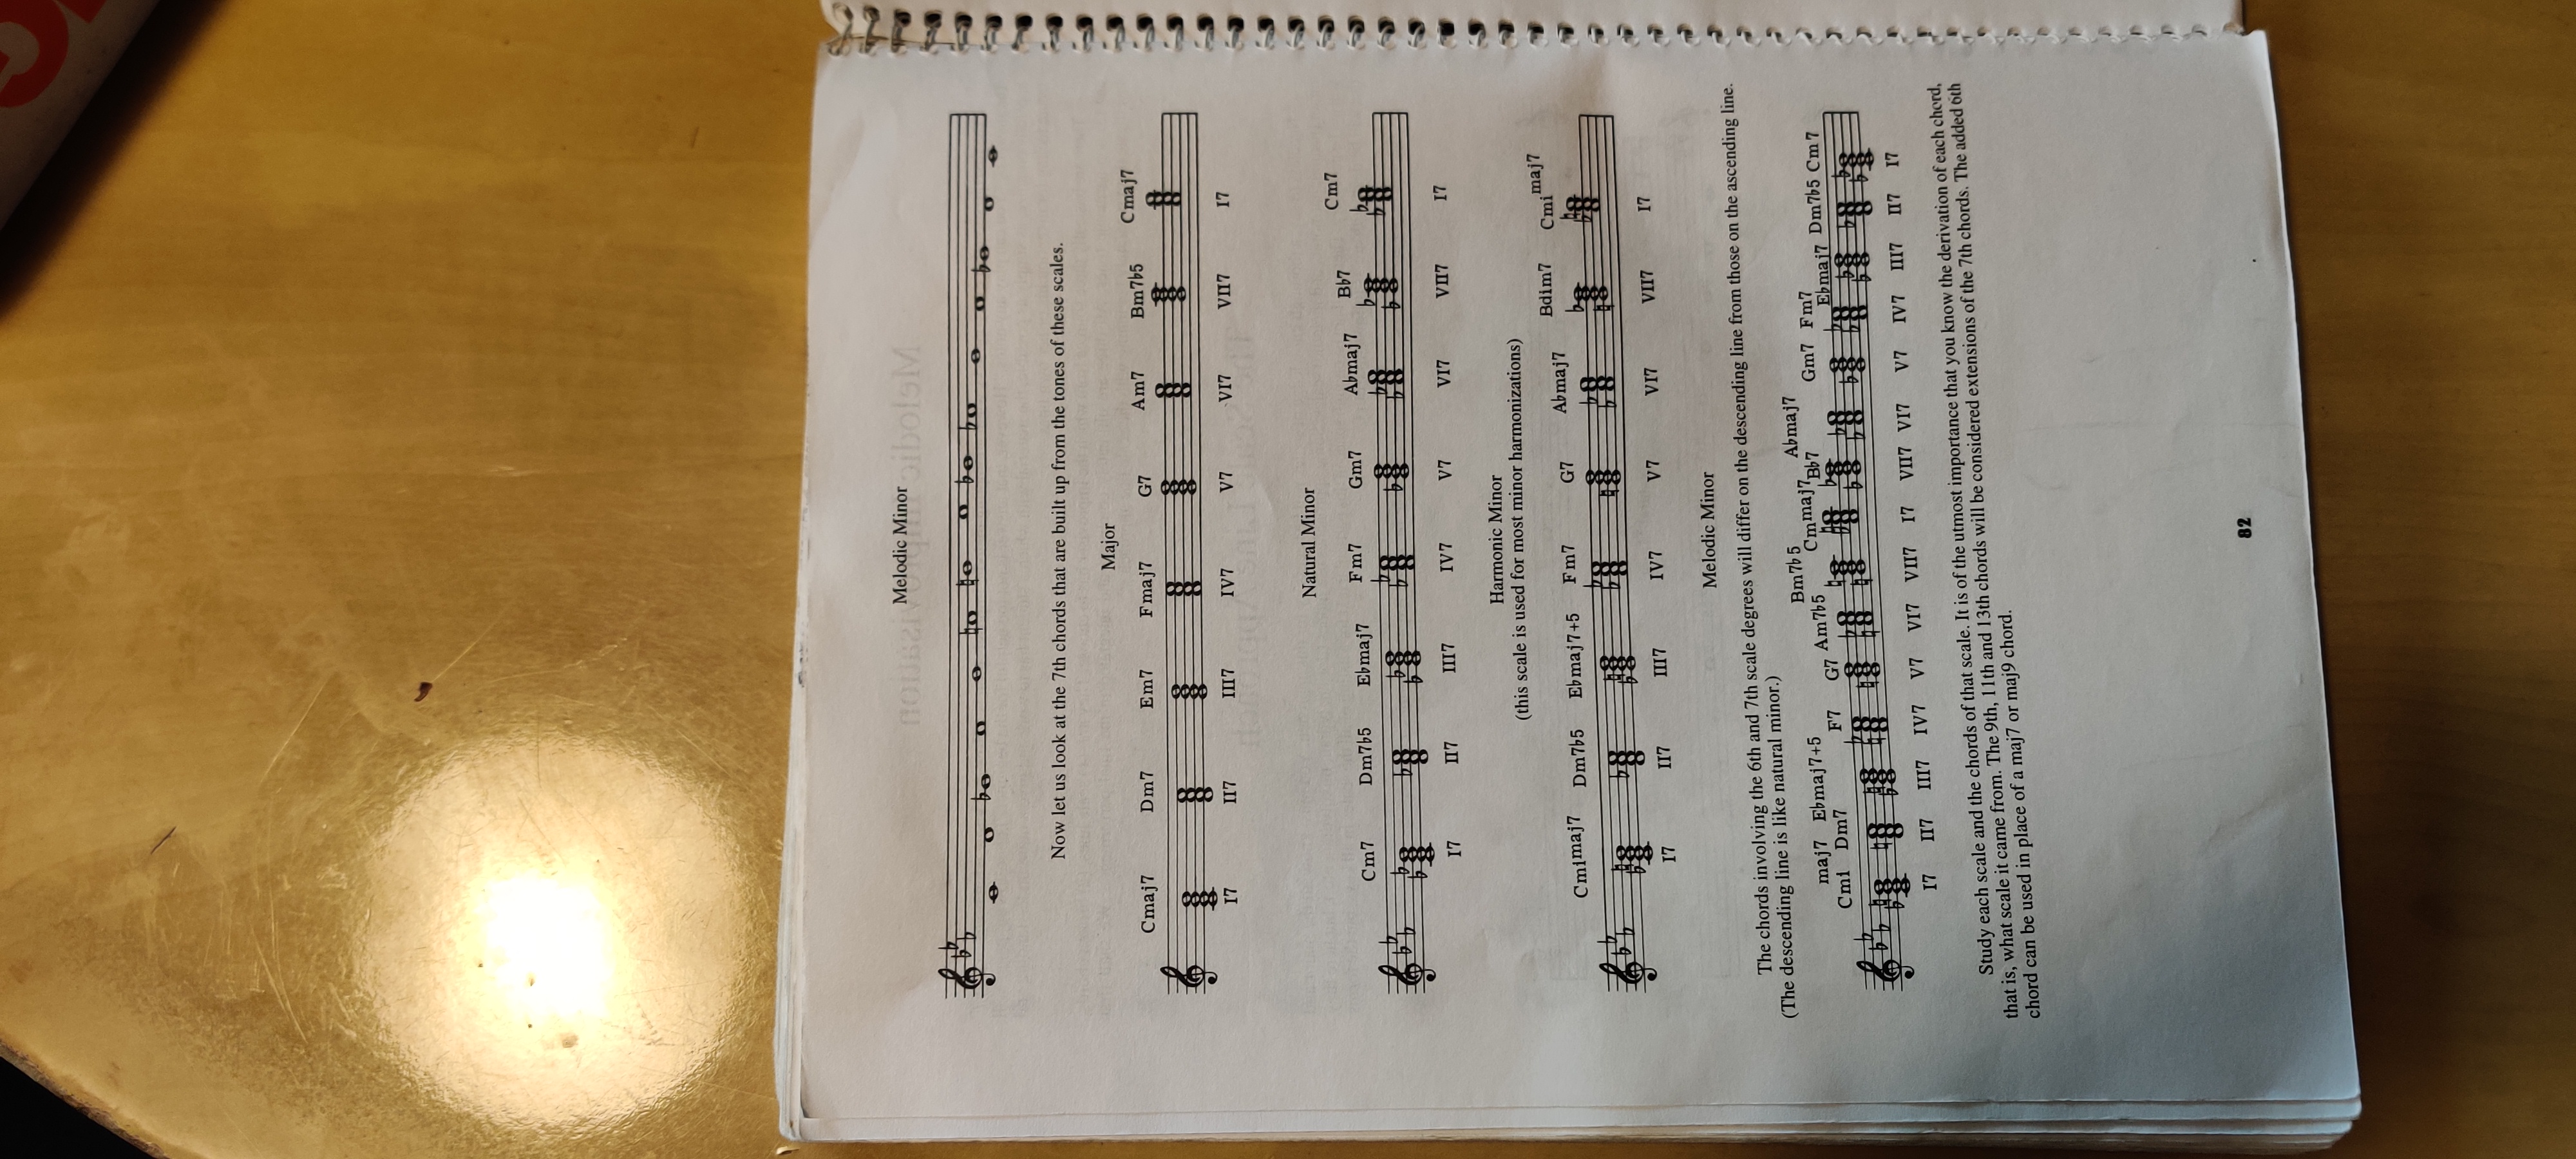 Melodic Minor
Now let us look at the 7th chords that are built up from the tones of these scales.
Major
Cmaj7 Dm7 Em7 Fmaj7 G7 Am7 Bm7♭5 Cmaj7
I7 II7 III7 IV7 V7 VI7 VII7 I7
Natural Minor
Cm7 Dm7♭5 E♭maj7 Fm7 Gm7 A♭maj7 B♭7 Cm7
I7 II7 III7 IV7 V7 VI7 VII7 I7
Harmonic Minor
(this scale is used for most minor harmonizations)
Cmimaj7 Dm7♭5 E♭maj7+5 Fm7 G7 A♭maj7 Bdim7 Cmimaj7
I7 II7 III7 IV7 V7 VI7 VII7 I7
Melodic Minor
The chords involving the 6th and 7th scale degrees will differ on the descending line from those on the ascending line.
(The descending line is like natural minor.)
Cmimaj7 Dm7 E♭maj7+5 F7 G7 Am7♭5 Bm7♭5 Cmmaj7 B♭7 A♭maj7 Gm7 Fm7 E♭maj7 Dm7♭5 Cm7
I7 II7 III7 IV7 V7 VI7 VII7 I7 VII7 VI7 V7 IV7 III7 II7 I7
Study each scale and the chords of that scale. It is of the utmost importance that you know the derivation of each chord,
that is, what scale it came from. The 9th, 11th and 13th chords will be considered extensions of the 7th chords. The added 6th
chord can be used in place of a maj7 or maj9 chord.
82